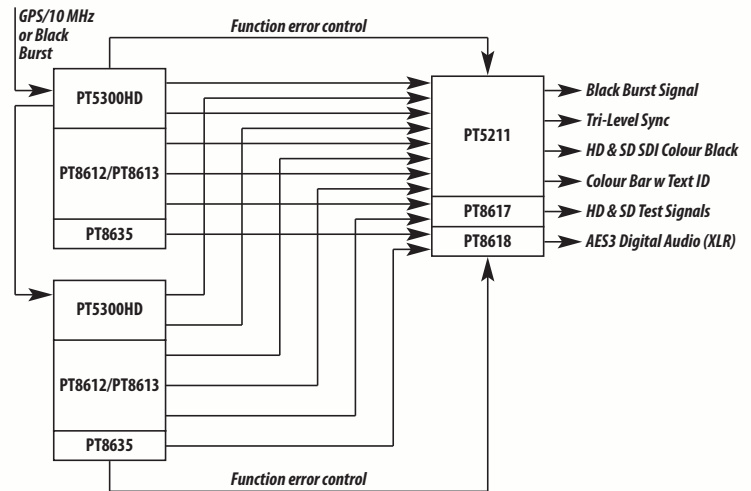 GPS/10 MHz
or Black
Burst
Function error control
PT5300HD
PT8612/PT8613
PT8635
PT5300HD
PT8612/PT8613
PT8635
Function error control
PT5211
PT8617
PT8618
Black Burst Signal
Tri-Level Sync
HD & SD SDI Colour Black
Colour Bar w Text ID
HD & SD Test Signals
AES3 Digital Audio (XLR)